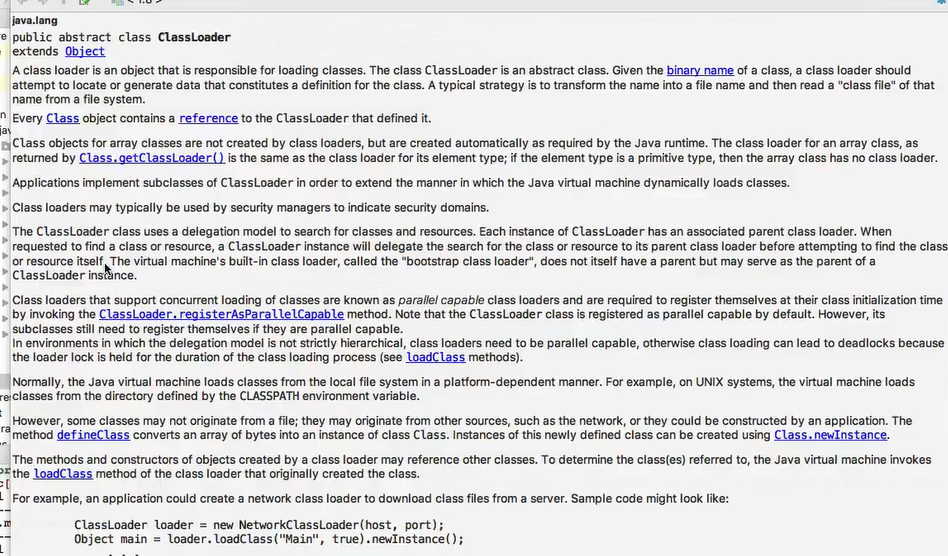 < 1.8 >
java.lang
public abstract class ClassLoader
extends Object
A class loader is an object that is responsible for loading classes. The class ClassLoader is an abstract class. Given the binary name of a class, a class loader should
attempt to locate or generate data that constitutes a definition for the class. A typical strategy is to transform the name into a file name and then read a "class file" of that
name from a file system.
Every Class object contains a reference to the ClassLoader that defined it.
Class objects for array classes are not created by class loaders, but are created automatically as required by the Java runtime. The class loader for an array class, as
returned by Class.getClassLoader() is the same as the class loader for its element type; if the element type is a primitive type, then the array class has no class loader.
Applications implement subclasses of ClassLoader in order to extend the manner in which the Java virtual machine dynamically loads classes.
Class loaders may typically be used by security managers to indicate security domains.
The ClassLoader class uses a delegation model to search for classes and resources. Each instance of ClassLoader has an associated parent class loader. When
requested to find a class or resource, a ClassLoader instance will delegate the search for the class or resource to its parent class loader before attempting to find the class
or resource itself. The virtual machine's built-in class loader, called the "bootstrap class loader", does not itself have a parent but may serve as the parent of a
ClassLoader instance.
Class loaders that support concurrent loading of classes are known as parallel capable class loaders and are required to register themselves at their class initialization time
by invoking the ClassLoader.registerAsParallelCapable method. Note that the ClassLoader class is registered as parallel capable by default. However, its
subclasses still need to register themselves if they are parallel capable.
In environments in which the delegation model is not strictly hierarchical, class loaders need to be parallel capable, otherwise class loading can lead to deadlocks because
the loader lock is held for the duration of the class loading process (see loadClass methods).
Normally, the Java virtual machine loads classes from the local file system in a platform-dependent manner. For example, on UNIX systems, the virtual machine loads
classes from the directory defined by the CLASSPATH environment variable.
However, some classes may not originate from a file; they may originate from other sources, such as the network, or they could be constructed by an application. The
method defineClass converts an array of bytes into an instance of class Class. Instances of this newly defined class can be created using Class.newInstance.
The methods and constructors of objects created by a class loader may reference other classes. To determine the class(es) referred to, the Java virtual machine invokes
the loadClass method of the class loader that originally created the class.
For example, an application could create a network class loader to download class files from a server. Sample code might look like:
ClassLoader loader = new NetworkClassLoader(host, port);
Object main = loader.loadClass("Main", true).newInstance();